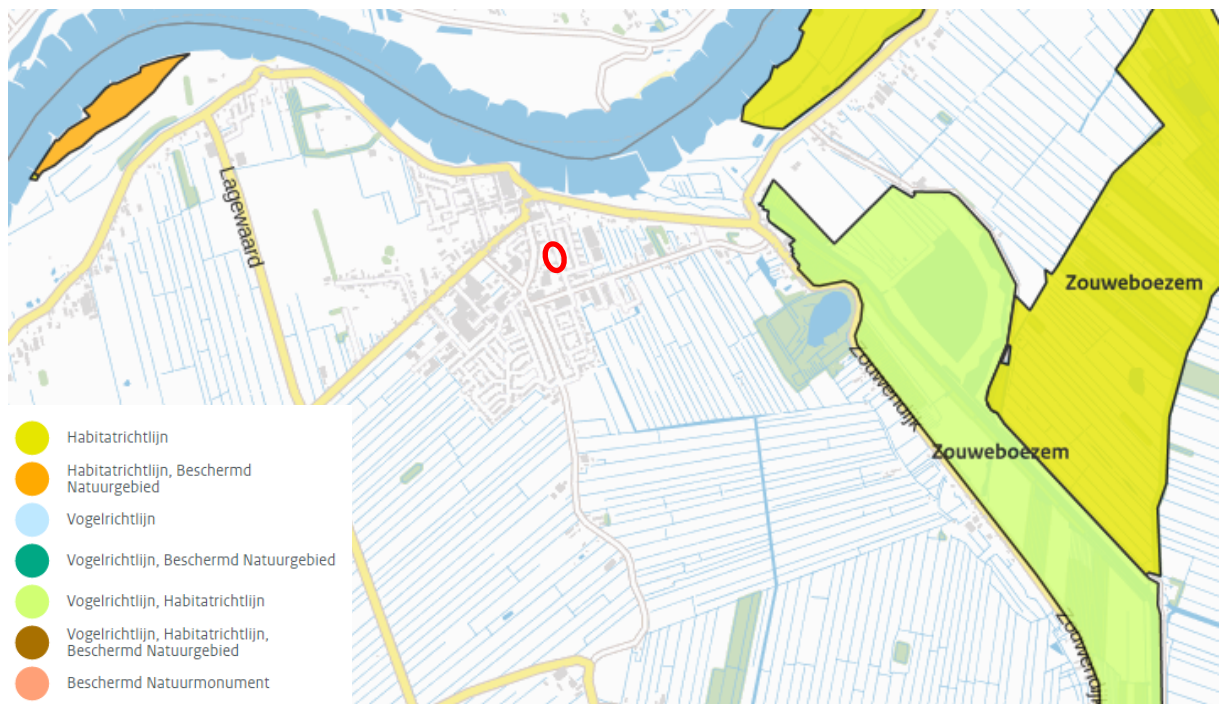 Lagewaard
Zouweboezem
Zouwendijk
Zouweboezem
Zouwendijk
Habitatrichtlijn
Habitatrichtlijn, Beschermd
Natuurgebied
Vogelrichtlijn
Vogelrichtlijn, Beschermd Natuurgebied
Vogelrichtlijn, Habitatrichtlijn
Vogelrichtlijn, Habitatrichtlijn,
Beschermd Natuurgebied
Beschermd Natuurmonument